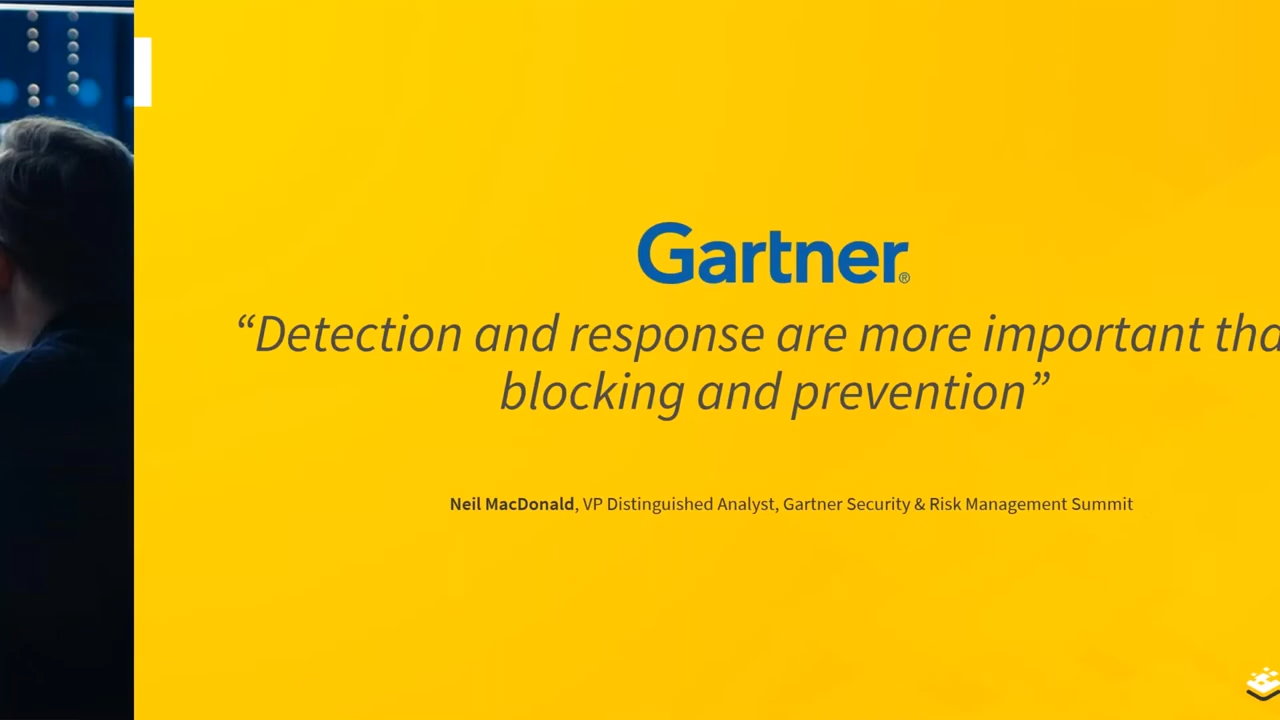 Gartner®
“Detection and response are more important tha
blocking and prevention”
Neil MacDonald, VP Distinguished Analyst, Gartner Security & Risk Management Summit